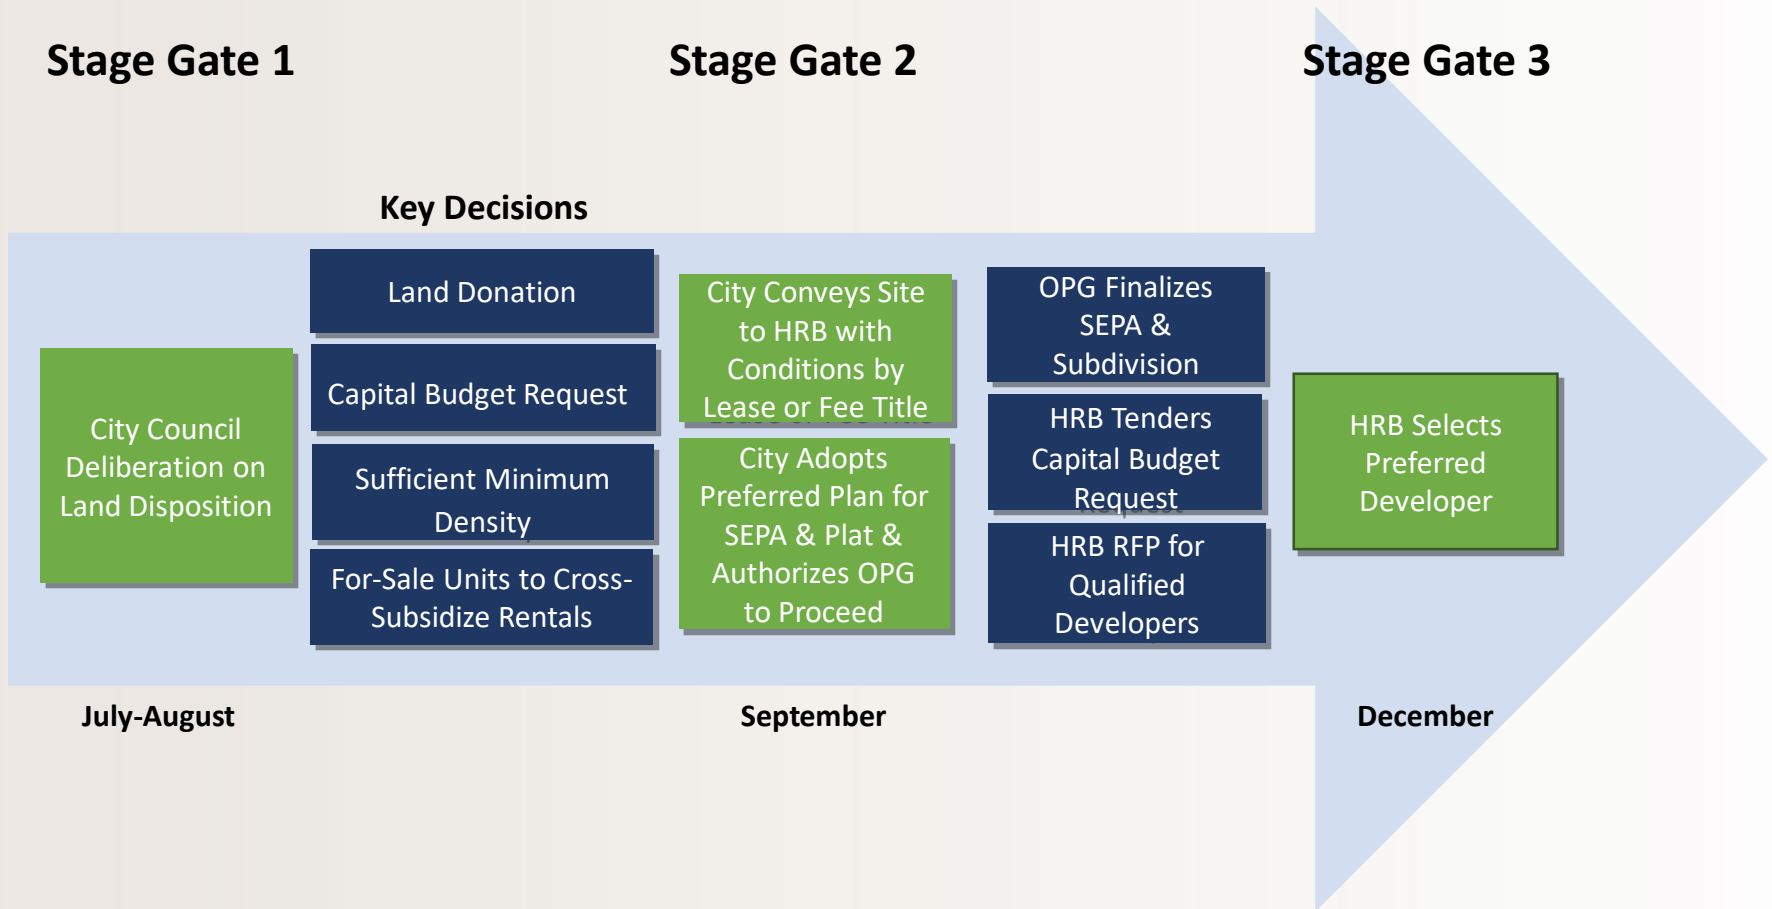 Stage Gate 1
Stage Gate 2
Stage Gate 3
Key Decisions
City Council
Deliberation on
Land Disposition
Land Donation
Capital Budget Request
Sufficient Minimum
Density
For-Sale Units to Cross-
Subsidize Rentals
City Conveys Site
to HRB with
Conditions by
Lease or Fee Title
City Adopts
Preferred Plan for
SEPA & Plat &
Authorizes OPG
to Proceed
OPG Finalizes
SEPA &
Subdivision
HRB Tenders
Capital Budget
Request
HRB RFP for
Qualified
Developers
HRB Selects
Preferred
Developer
July-August
September
December